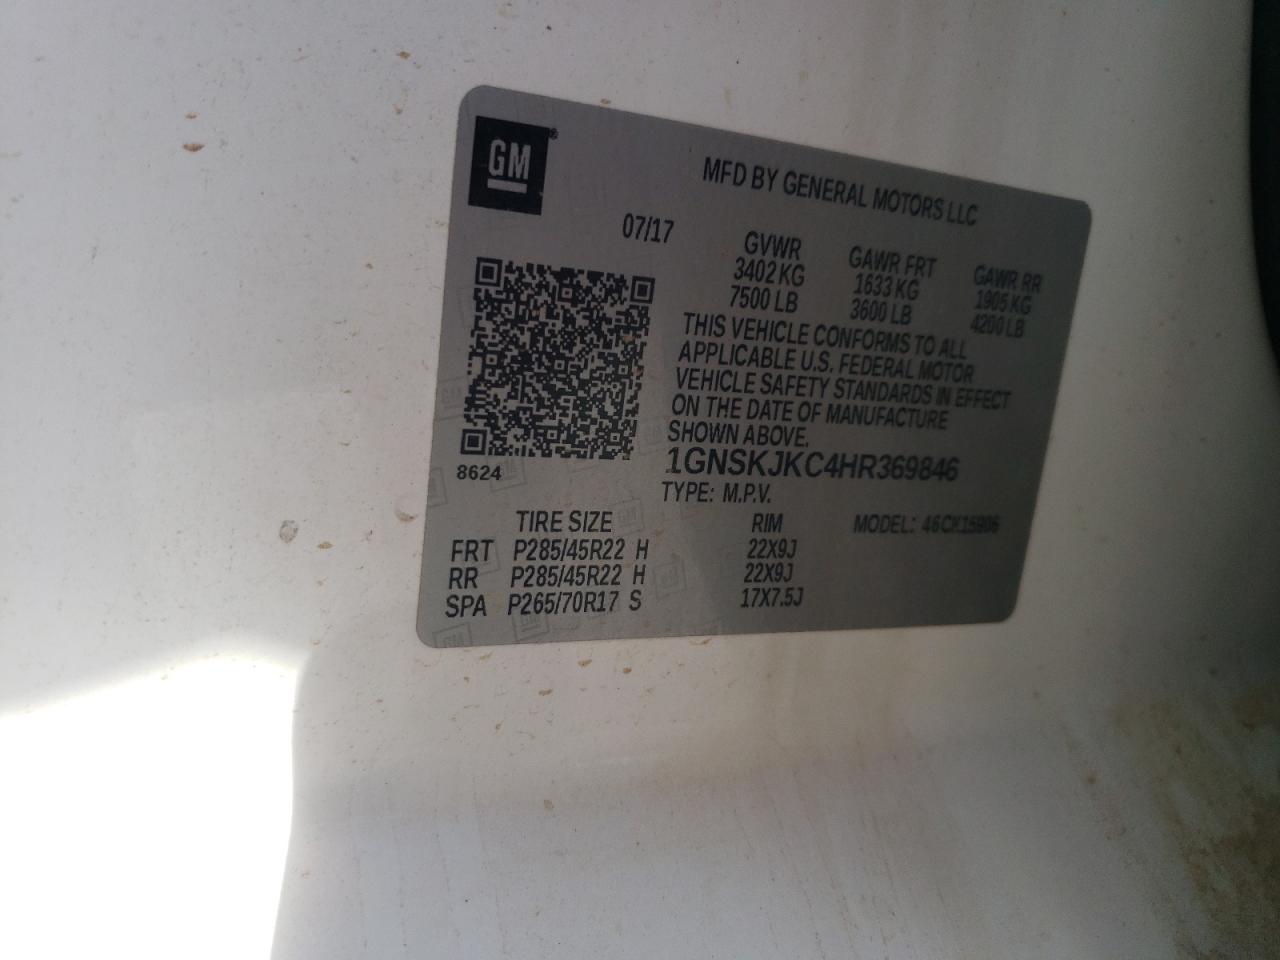 GM
MFD BY GENERAL MOTORS LLC
07/17
GVWR GAWR FRT GAWR RR
3402 KG 1633 KG 1905 KG
7500 LB 3600 LB 4200 LB
THIS VEHICLE CONFORMS TO ALL
APPLICABLE U.S. FEDERAL MOTOR
VEHICLE SAFETY STANDARDS IN EFFECT
ON THE DATE OF MANUFACTURE
SHOWN ABOVE.
8624
1GNSKJKC4HR369846
TYPE: M.P.V.
TIRE SIZE RIM MODEL: 46CK15906
FRT P285/45R22 H 22X9J
RR P285/45R22 H 22X9J
SPA P265/70R17 S 17X7.5J